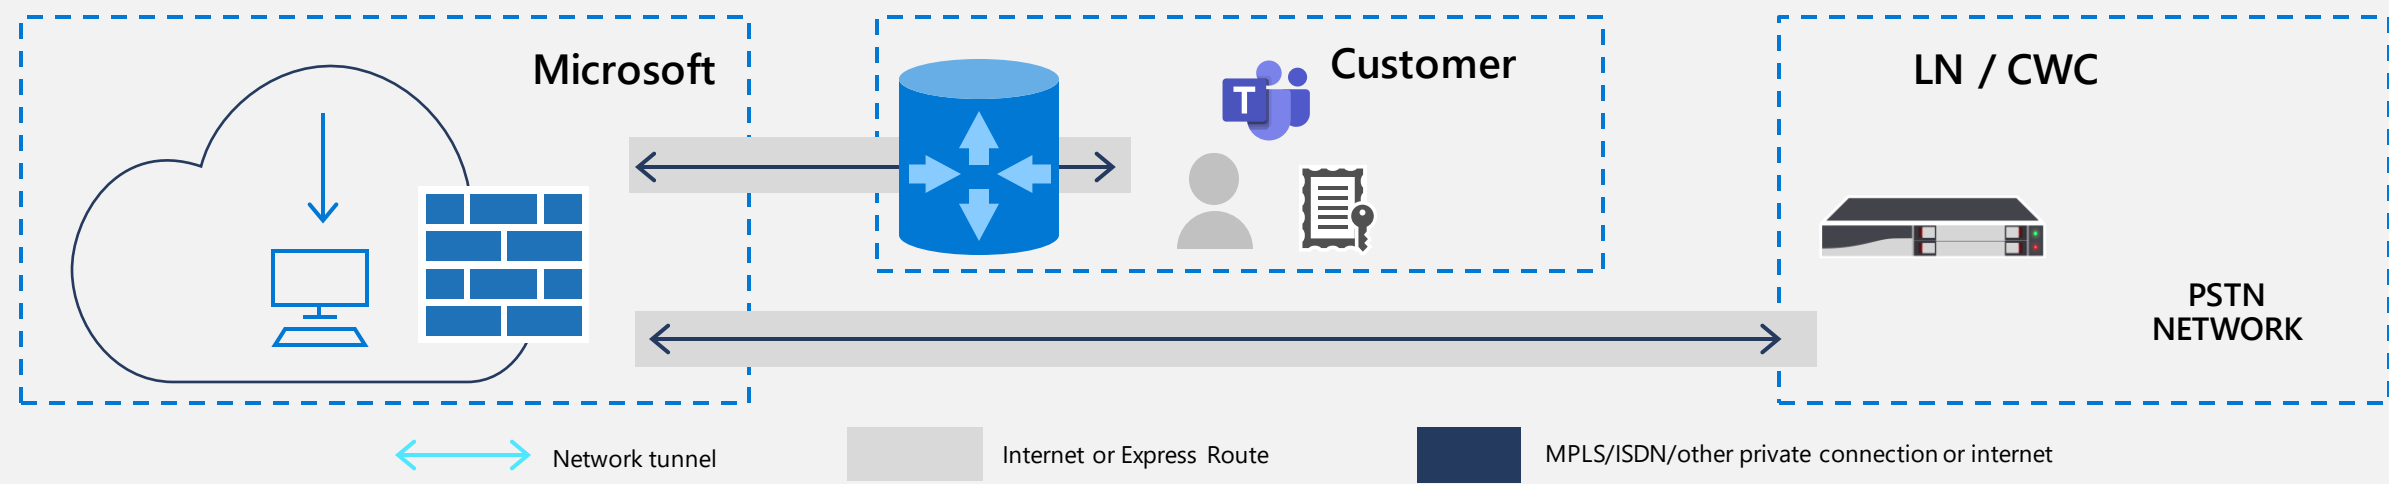 Microsoft
Customer
LN / CWC
T
PSTN
NETWORK
Network tunnel
Internet or Express Route
MPLS/ISDN/other private connection or internet